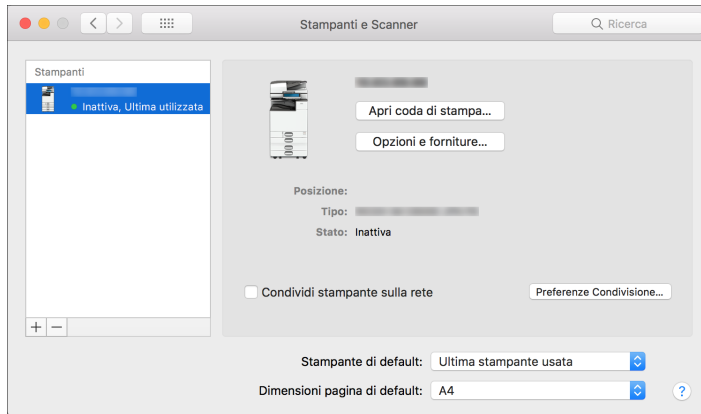 Stampanti e Scanner
Ricerca
Stampanti
Inattiva, Ultima utilizzata
Apri coda di stampa...
Opzioni e forniture...
Posizione:
Tipo:
Stato: Inattiva
Condividi stampante sulla rete
Preferenze Condivisione...
+ −
Stampante di default: Ultima stampante usata
Dimensioni pagina di default: A4
?